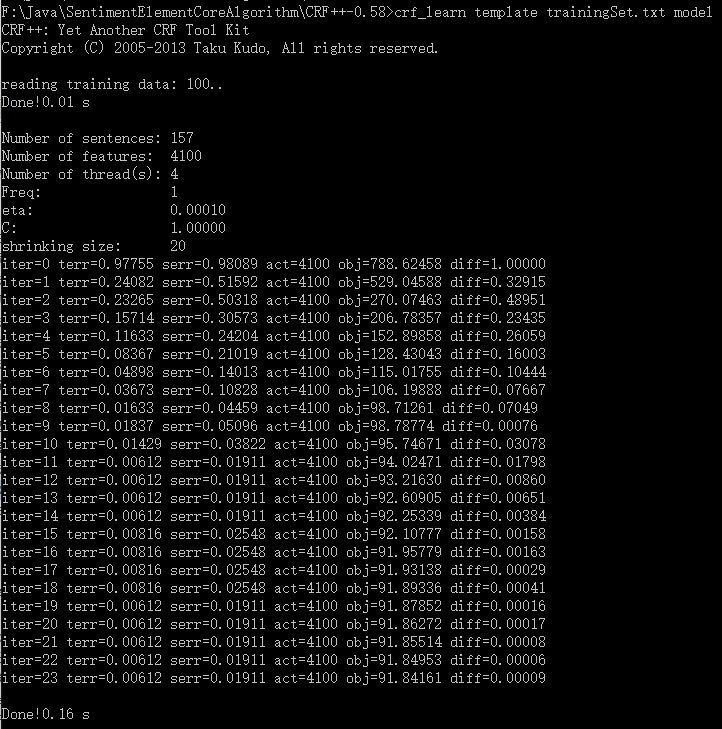 F:\Java\SentimentElementCoreAlgorithm\CRF++-0.58>crf_learn template trainingSet.txt model
CRF++: Yet Another CRF Tool Kit
Copyright (C) 2005-2013 Taku Kudo, All rights reserved.
reading training data: 100..
Done!0.01 s
Number of sentences: 157
Number of features: 4100
Number of thread(s): 4
Freq: 1
eta: 0.00010
C: 1.00000
shrinking size: 20
iter=0 terr=0.97755 serr=0.98089 act=4100 obj=788.62458 diff=1.00000
iter=1 terr=0.24082 serr=0.51592 act=4100 obj=529.04588 diff=0.32915
iter=2 terr=0.23265 serr=0.50318 act=4100 obj=270.07463 diff=0.48951
iter=3 terr=0.15714 serr=0.30573 act=4100 obj=206.78357 diff=0.23435
iter=4 terr=0.11633 serr=0.24204 act=4100 obj=152.89858 diff=0.26059
iter=5 terr=0.08367 serr=0.21019 act=4100 obj=128.43043 diff=0.16003
iter=6 terr=0.04898 serr=0.14013 act=4100 obj=115.01755 diff=0.10444
iter=7 terr=0.03673 serr=0.10828 act=4100 obj=106.19888 diff=0.07667
iter=8 terr=0.01633 serr=0.04459 act=4100 obj=98.71261 diff=0.07049
iter=9 terr=0.01837 serr=0.05096 act=4100 obj=98.78774 diff=0.00076
iter=10 terr=0.01429 serr=0.03822 act=4100 obj=95.74671 diff=0.03078
iter=11 terr=0.00612 serr=0.01911 act=4100 obj=94.02471 diff=0.01798
iter=12 terr=0.00612 serr=0.01911 act=4100 obj=93.21630 diff=0.00860
iter=13 terr=0.00612 serr=0.01911 act=4100 obj=92.60905 diff=0.00651
iter=14 terr=0.00612 serr=0.01911 act=4100 obj=92.25339 diff=0.00384
iter=15 terr=0.00816 serr=0.02548 act=4100 obj=92.10777 diff=0.00158
iter=16 terr=0.00816 serr=0.02548 act=4100 obj=91.95779 diff=0.00163
iter=17 terr=0.00816 serr=0.02548 act=4100 obj=91.93138 diff=0.00029
iter=18 terr=0.00816 serr=0.02548 act=4100 obj=91.89336 diff=0.00041
iter=19 terr=0.00612 serr=0.01911 act=4100 obj=91.87852 diff=0.00016
iter=20 terr=0.00612 serr=0.01911 act=4100 obj=91.86272 diff=0.00017
iter=21 terr=0.00612 serr=0.01911 act=4100 obj=91.85514 diff=0.00008
iter=22 terr=0.00612 serr=0.01911 act=4100 obj=91.84953 diff=0.00006
iter=23 terr=0.00612 serr=0.01911 act=4100 obj=91.84161 diff=0.00009
Done!0.16 s